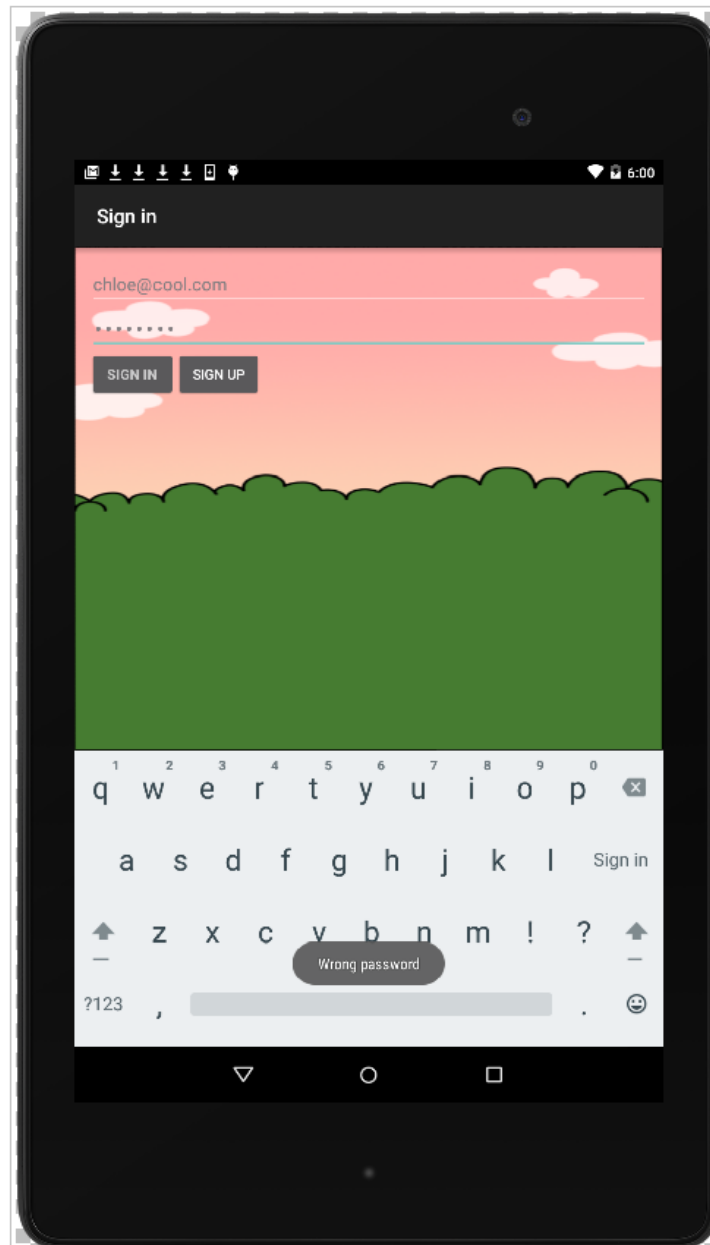 6:00
Sign in
chloe@cool.com
••••••••
SIGN IN SIGN UP
1 2 3 4 5 6 7 8 9 0
q w e r t y u i o p
a s d f g h j k l Sign in
z x c v b n m ! ?
Wrong password
?123 , .